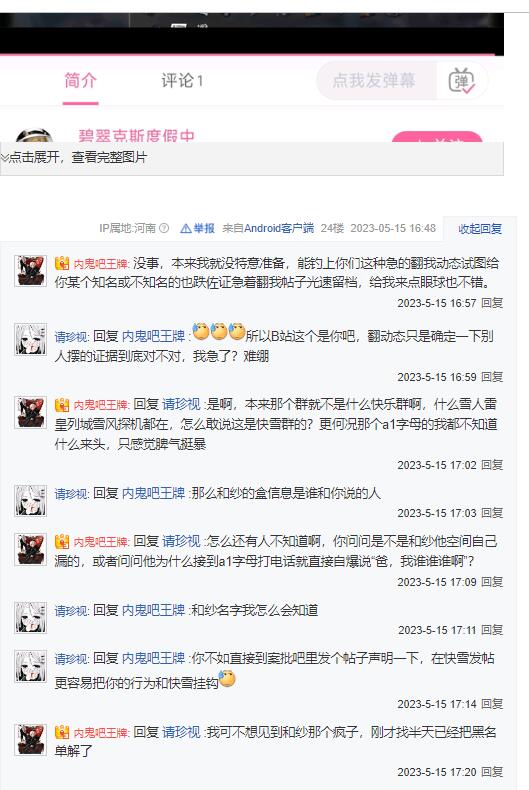 简介
评论1
点我发弹幕
弹
碧翠克斯度假中
点击展开，查看完整图片
IP属地:河南 举报 来自Android客户端 24楼 2023-05-15 16:48 收起回复
内鬼吧王牌: 没事，本来我就没特意准备，能钓上你们这种急的翻我动态试图给
你某个知名或不知名的也跌佐证急着翻我帖子光速留档，给我来点眼球也不错。
2023-5-15 16:57 回复
请珍视: 回复 内鬼吧王牌 :所以B站这个是你吧，翻动态只是确定一下别
人摆的证据到底对不对，我急了？难绷
2023-5-15 16:59 回复
内鬼吧王牌: 回复 请珍视 :是啊，本来那个群就不是什么快乐群啊，什么雪人雷
皇列城雪风探机都在，怎么敢说这是快雪群的？更何况那个a1字母的我都不知道
什么来头，只感觉脾气挺暴
2023-5-15 17:02 回复
请珍视: 回复 内鬼吧王牌 :那么和纱的盒信息是谁和你说的人
2023-5-15 17:03 回复
内鬼吧王牌: 回复 请珍视 :怎么还有人不知道啊，你问问是不是和纱他空间自己
漏的，或者问问他为什么接到a1字母打电话就直接自爆说“爸，我谁谁谁啊”？
2023-5-15 17:09 回复
请珍视: 回复 内鬼吧王牌 :和纱名字我怎么会知道
2023-5-15 17:11 回复
请珍视: 回复 内鬼吧王牌 :你不如直接到案批吧里发个帖子声明一下，在快雪发帖
更容易把你的行为和快雪挂钩
2023-5-15 17:14 回复
内鬼吧王牌: 回复 请珍视 :我可不想见到和纱那个疯子，刚才找半天已经把黑名
单解了
2023-5-15 17:20 回复